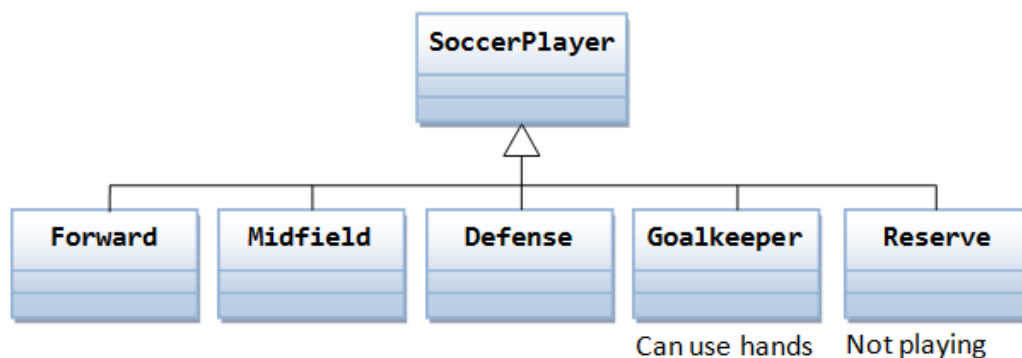 SoccerPlayer
Forward
Midfield
Defense
Goalkeeper
Reserve
Can use hands
Not playing